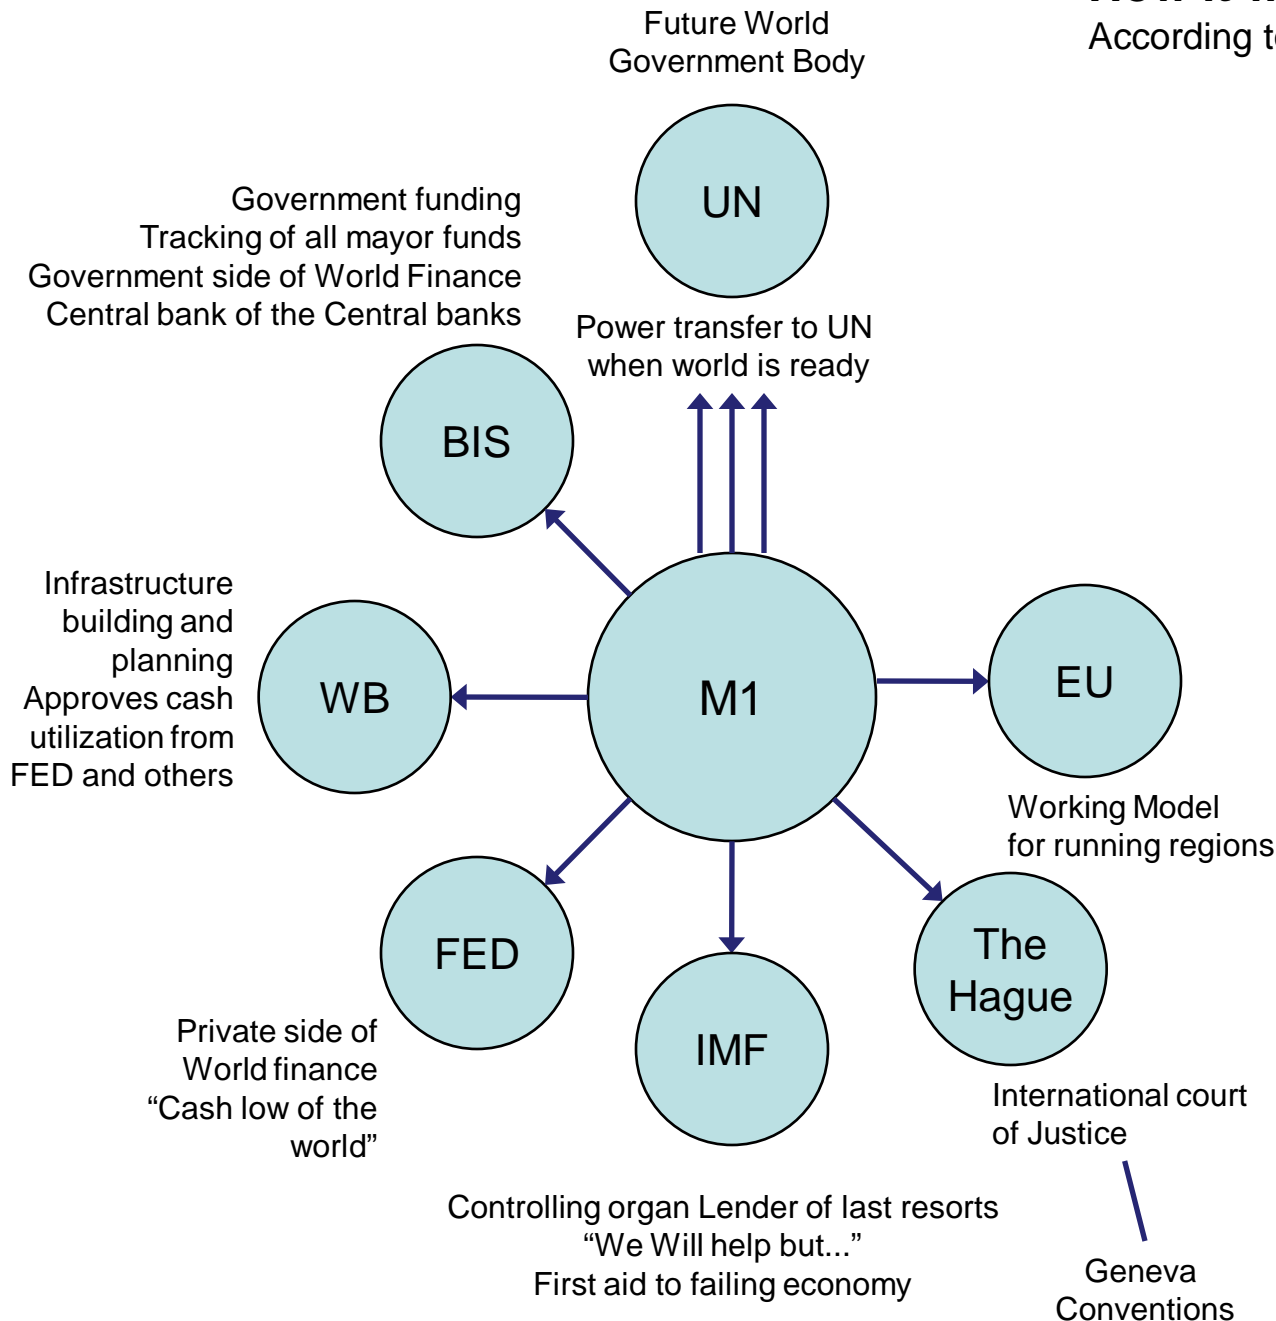 According to
Future World
Government Body
UN
Government funding
Tracking of all mayor funds
Government side of World Finance
Central bank of the Central banks
Power transfer to UN
when world is ready
BIS
Infrastructure
building and
planning
Approves cash
utilization from
FED and others
WB
M1
EU
Working Model
for running regions
FED
Private side of
World finance
“Cash low of the
world”
IMF
The
Hague
International court
of Justice
Controlling organ Lender of last resorts
“We Will help but...”
First aid to failing economy
Geneva
Conventions